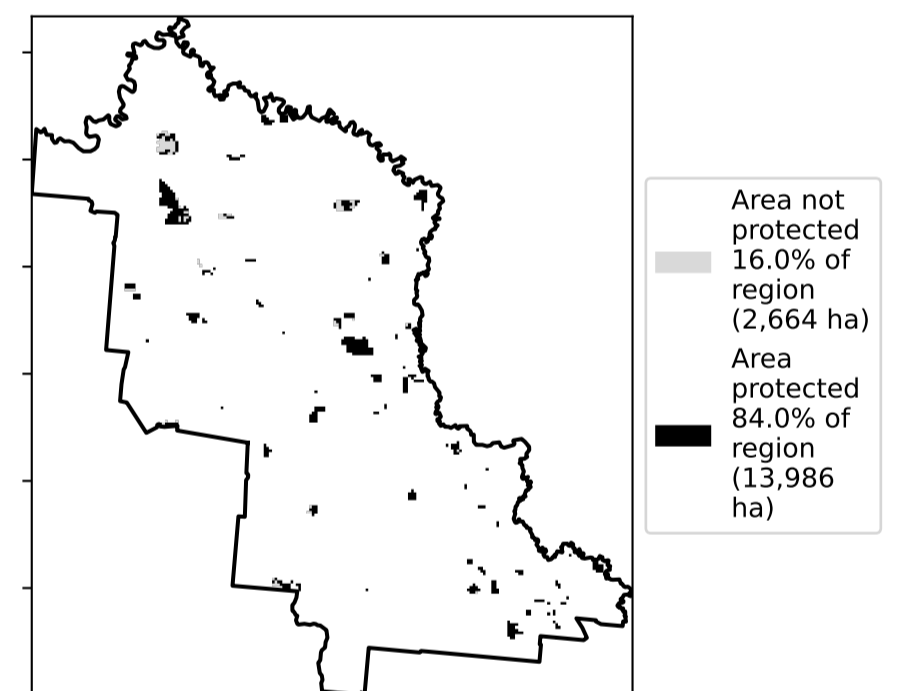 Area not
protected
16.0% of
region
(2,664 ha)
Area
protected
84.0% of
region
(13,986
ha)